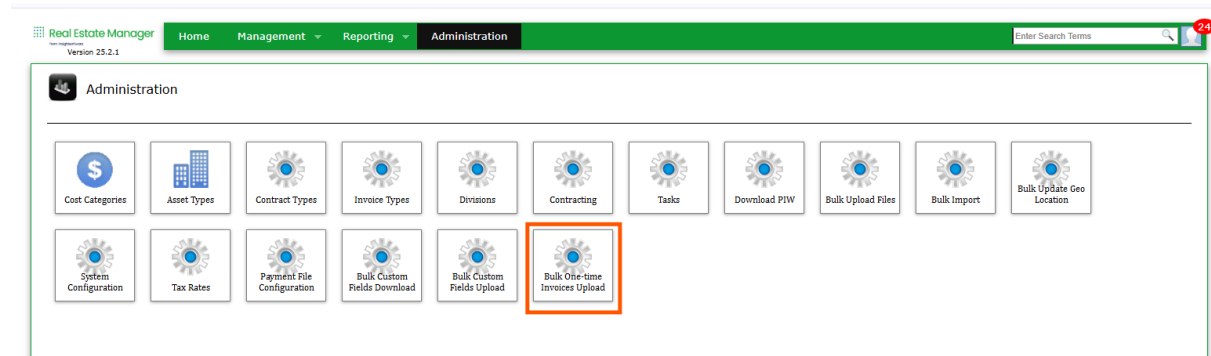 Real Estate Manager
Version 25.2.1
Home
Management
Reporting
Administration
Enter Search Terms
24
Administration
Cost Categories
Asset Types
Contract Types
Invoice Types
Divisions
Contracting
Tasks
Download PIW
Bulk Upload Files
Bulk Import
Bulk Update Geo
Location
System
Configuration
Tax Rates
Payment File
Configuration
Bulk Custom
Fields Download
Bulk Custom
Fields Upload
Bulk One-time
Invoices Upload